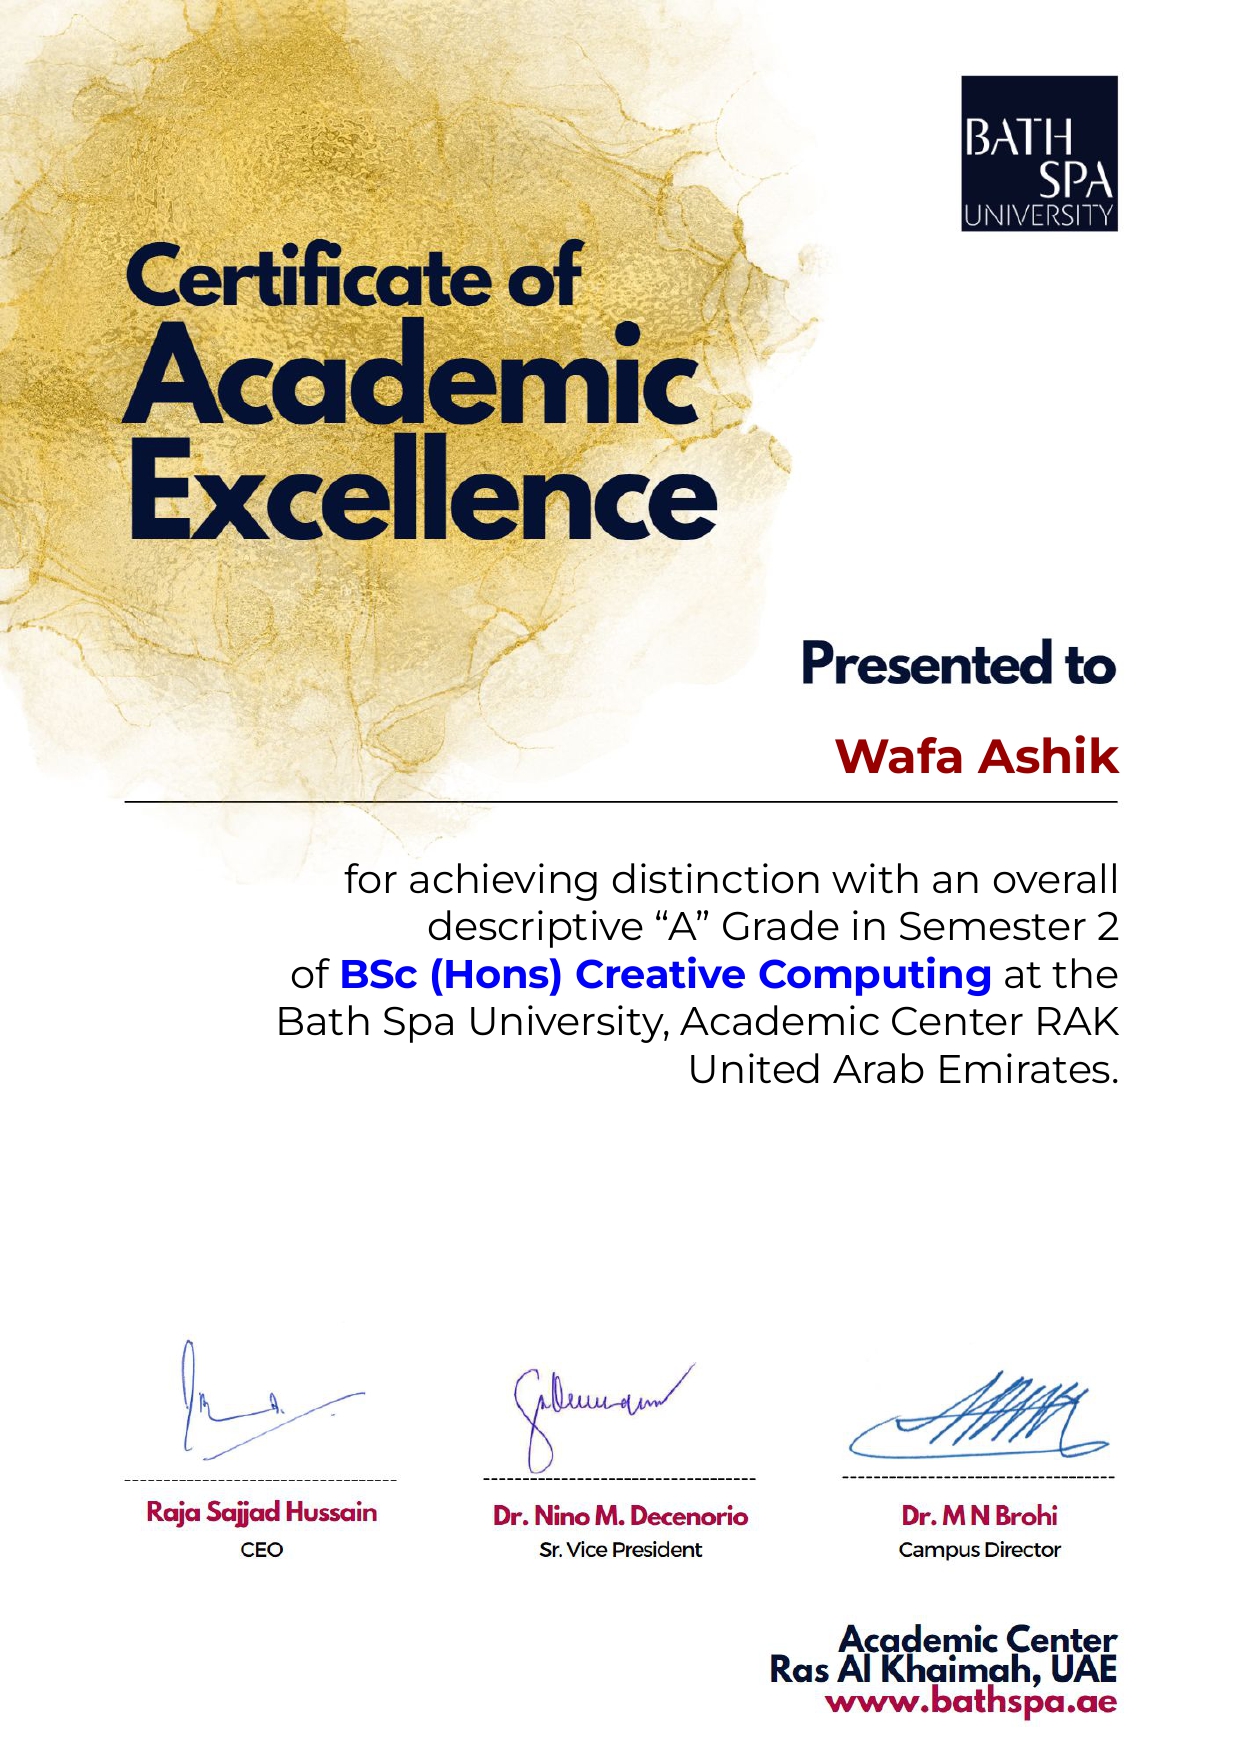 BATH
SPA
UNIVERSITY
Certificate of
Academic
Excellence
Presented to
Wafa Ashik
for achieving distinction with an overall
descriptive “A” Grade in Semester 2
of BSc (Hons) Creative Computing at the
Bath Spa University, Academic Center RAK
United Arab Emirates.
Raja Sajjad Hussain
CEO
Dr. Nino M. Decenorio
Sr. Vice President
Dr. M N Brohi
Campus Director
Academic Center
Ras Al Khaimah, UAE
www.bathspa.ae